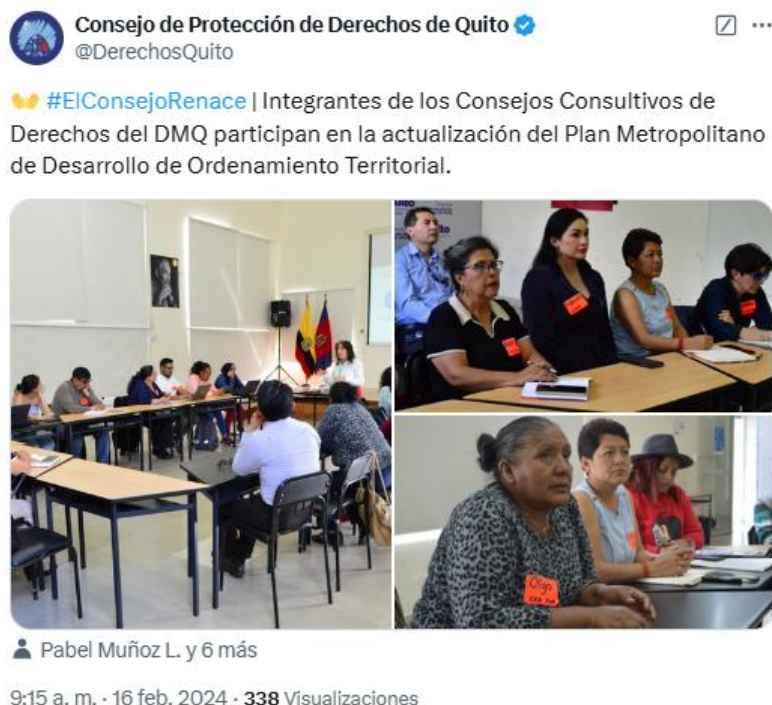 Consejo de Protección de Derechos de Quito
@DerechosQuito
#ElConsejoRenace | Integrantes de los Consejos Consultivos de
Derechos del DMQ participan en la actualización del Plan Metropolitano
de Desarrollo de Ordenamiento Territorial.
Olga
Pabel Muñoz L. y 6 más
9:15 a. m. · 16 feb. 2024 · 338 Visualizaciones